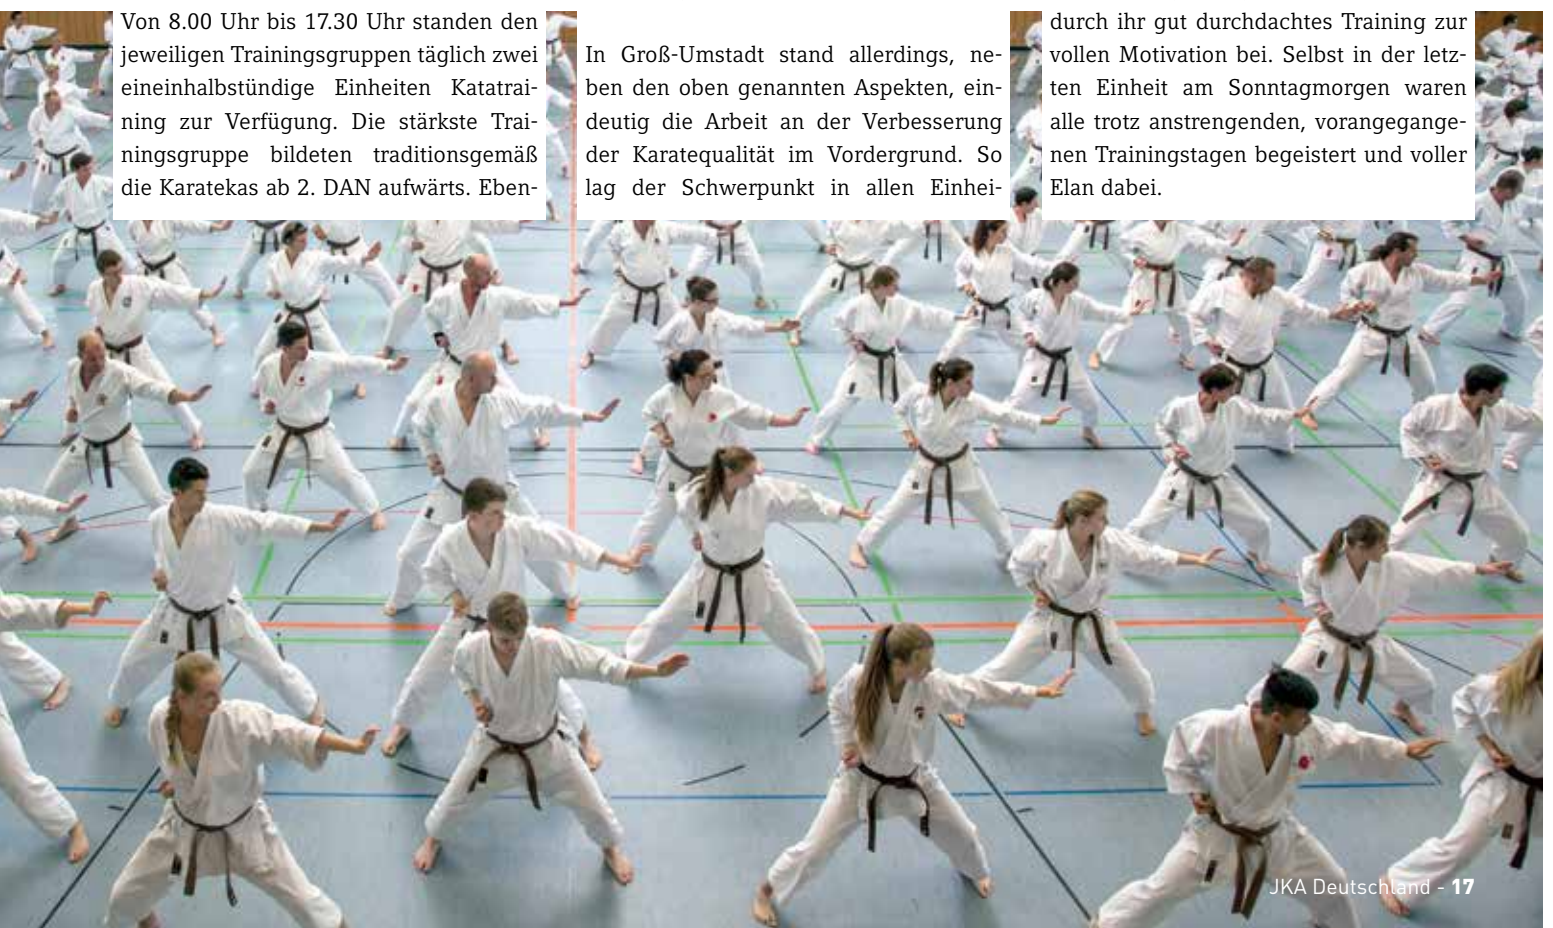 Von 8.00 Uhr bis 17.30 Uhr standen den
jeweiligen Trainingsgruppen täglich zwei
eineinhalbstündige Einheiten Katatrai-
ning zur Verfügung. Die stärkste Trai-
ningsgruppe bildeten traditionsgemäß
die Karatekas ab 2. DAN aufwärts. Eben-
In Groß-Umstadt stand allerdings, ne-
ben den oben genannten Aspekten, ein-
deutig die Arbeit an der Verbesserung
der Karatequalität im Vordergrund. So
lag der Schwerpunkt in allen Einhei-
durch ihr gut durchdachtes Training zur
vollen Motivation bei. Selbst in der letz-
ten Einheit am Sonntagmorgen waren
alle trotz anstrengenden, vorangegange-
nen Trainingstagen begeistert und voller
Elan dabei.
JKA Deutschland - 17